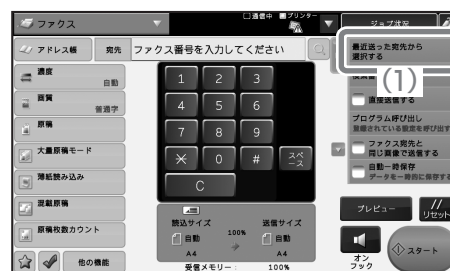 ファクス
通信中
プリンター
ジョブ状況
アドレス帳
宛先
ファクス番号を入力してください
最近送った宛先から
選択する
(1)
濃度
自動
画質
普通字
原稿
大量原稿モード
薄紙読み込み
混載原稿
原稿枚数カウント
他の機能
1 2 3
4 5 6
7 8 9
0 #
スペ
ース
C
読込サイズ
送信サイズ
100%
自動
自動
A4
A4
受信メモリー: 100%
直接送信する
プログラム呼び出し
登録されている設定を呼び出す
ファクス宛先と
同じ画像で送信する
自動一時保存
データを一時的に保存する
プレビュー
リセット
オン
フック
スタート